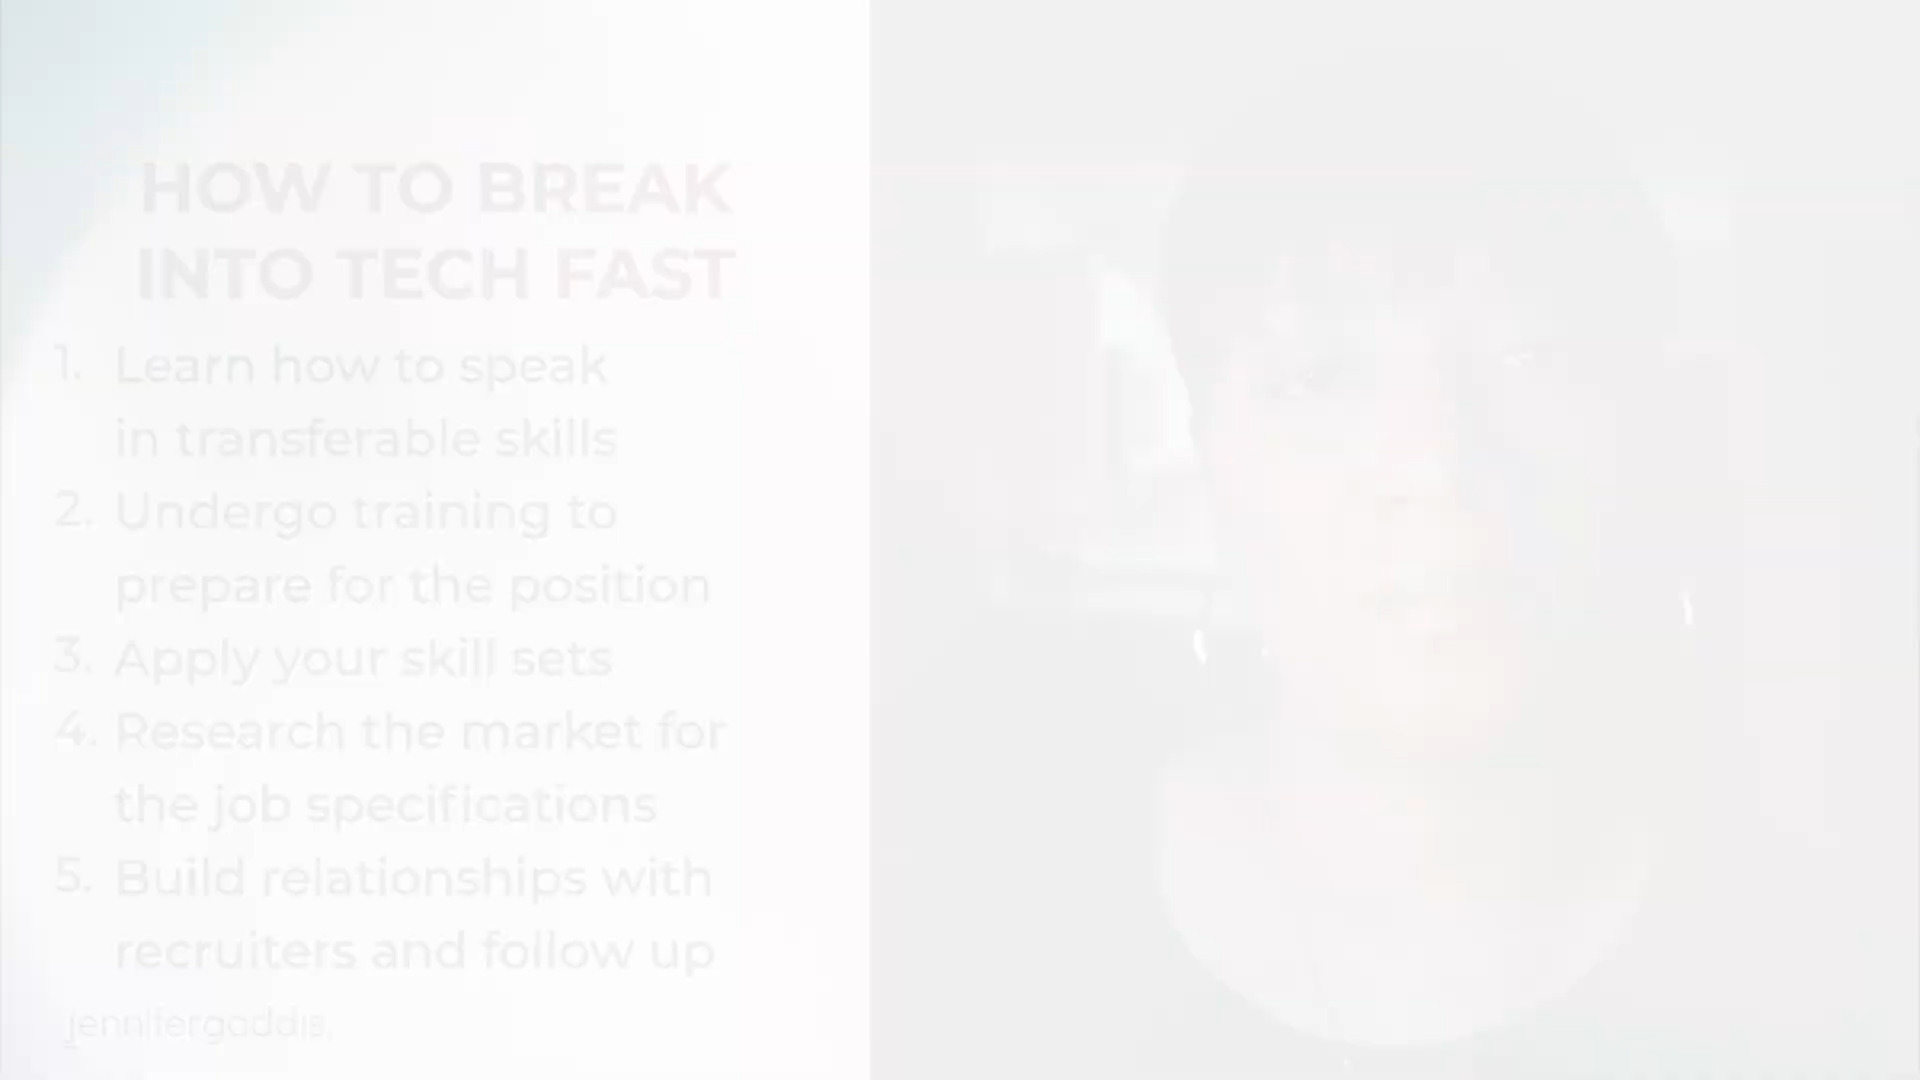 HOW TO BREAK
INTO TECH FAST
1. Learn how to speak
in transferable skills
2. Undergo training to
prepare for the position
3. Apply your skill sets
4. Research the market for
the job specifications
5. Build relationships with
recruiters and follow up
jennifergaddis.